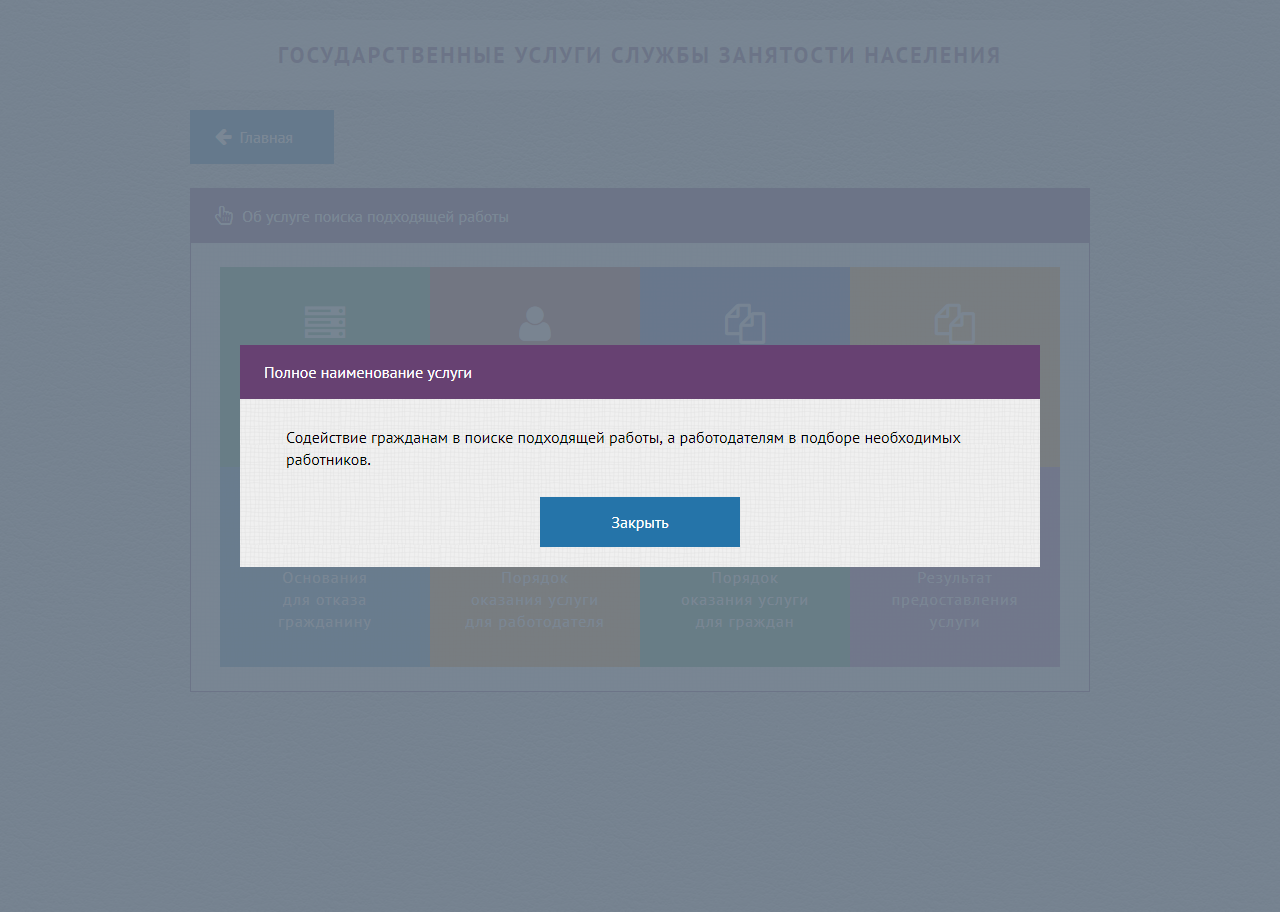 ГОСУДАРСТВЕННЫЕ УСЛУГИ СЛУЖБЫ ЗАНЯТОСТИ НАСЕЛЕНИЯ
Главная
Об услуге поиска подходящей работы
Полное наименование услуги
Содействие гражданам в поиске подходящей работы, а работодателям в подборе необходимых
работников.
Закрыть
Основания
для отказа
гражданину
Порядок
оказания услуги
для работодателя
Порядок
оказания услуги
для граждан
Результат
предоставления
услуги